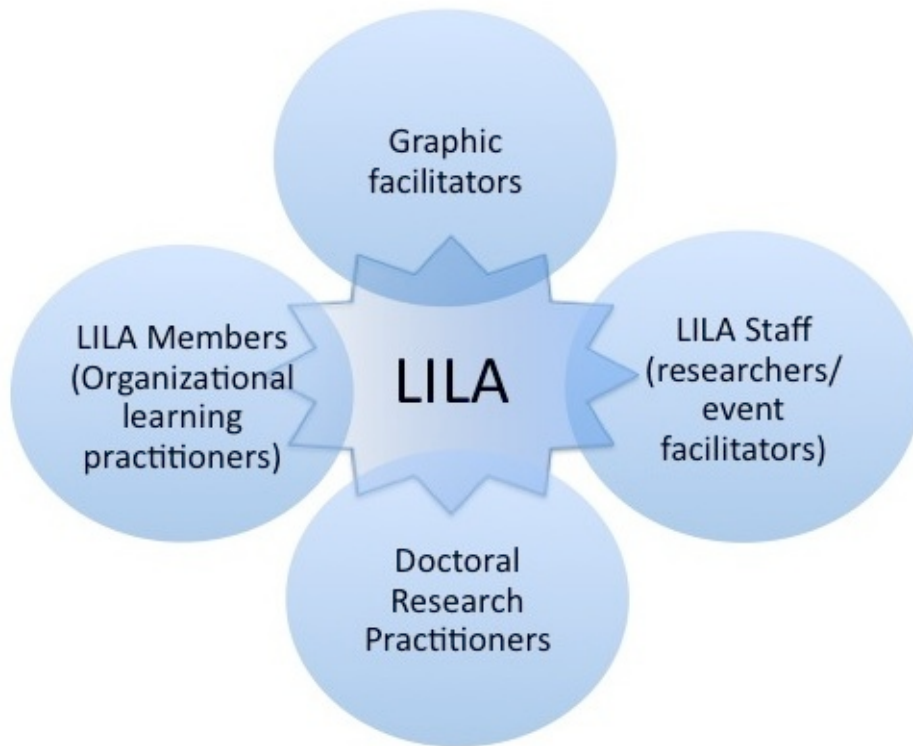 Graphic
facilitators
LILA Members
(Organizational
learning
practitioners)
LILA
LILA Staff
(researchers/
event
facilitators)
Doctoral
Research
Practitioners